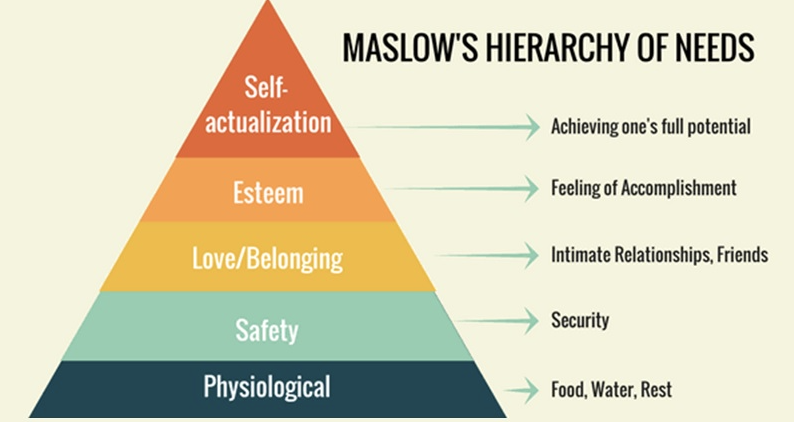 MASLOW'S HIERARCHY OF NEEDS
Self-
actualization
Achieving one's full potential
Esteem
Feeling of Accomplishment
Love/Belonging
Intimate Relationships, Friends
Safety
Security
Physiological
Food, Water, Rest